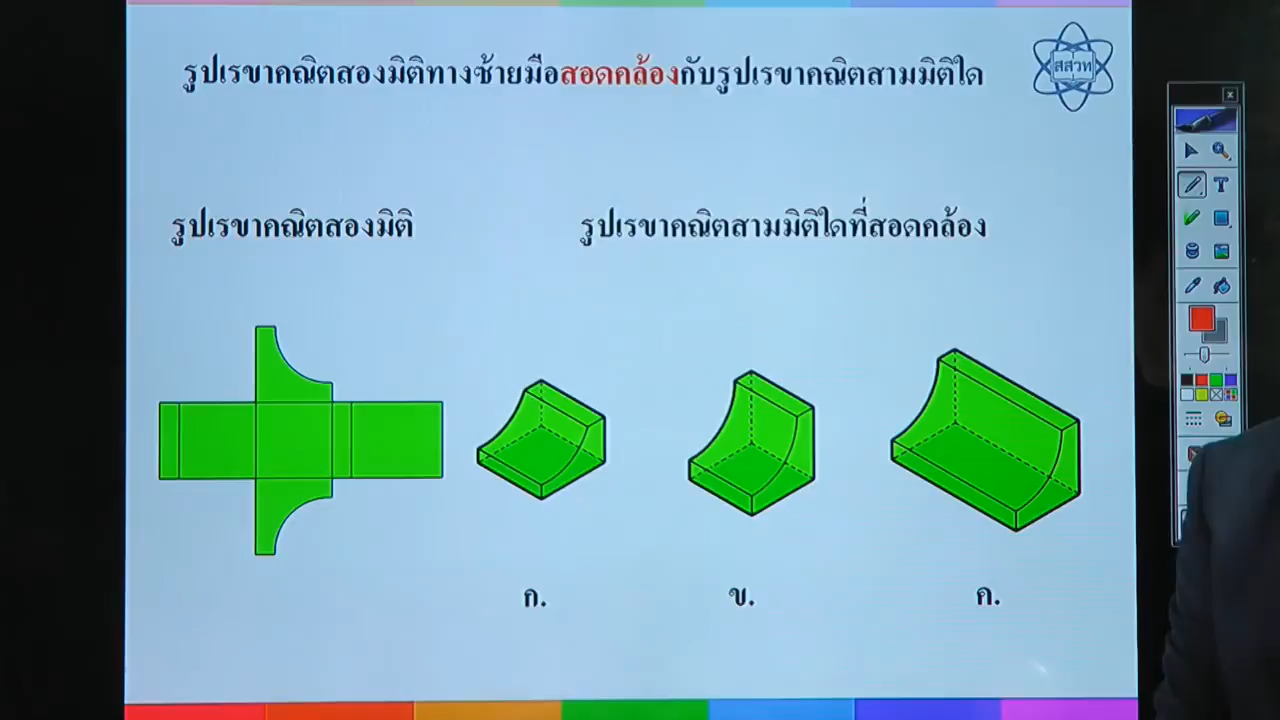 รูปเรขาคณิตสองมิติทางซ้ายมือสอดคล้องกับรูปเรขาคณิตสามมิติใด
สสวท
รูปเรขาคณิตสองมิติ รูปเรขาคณิตสามมิติใดที่สอดคล้อง
ก. ข. ค.